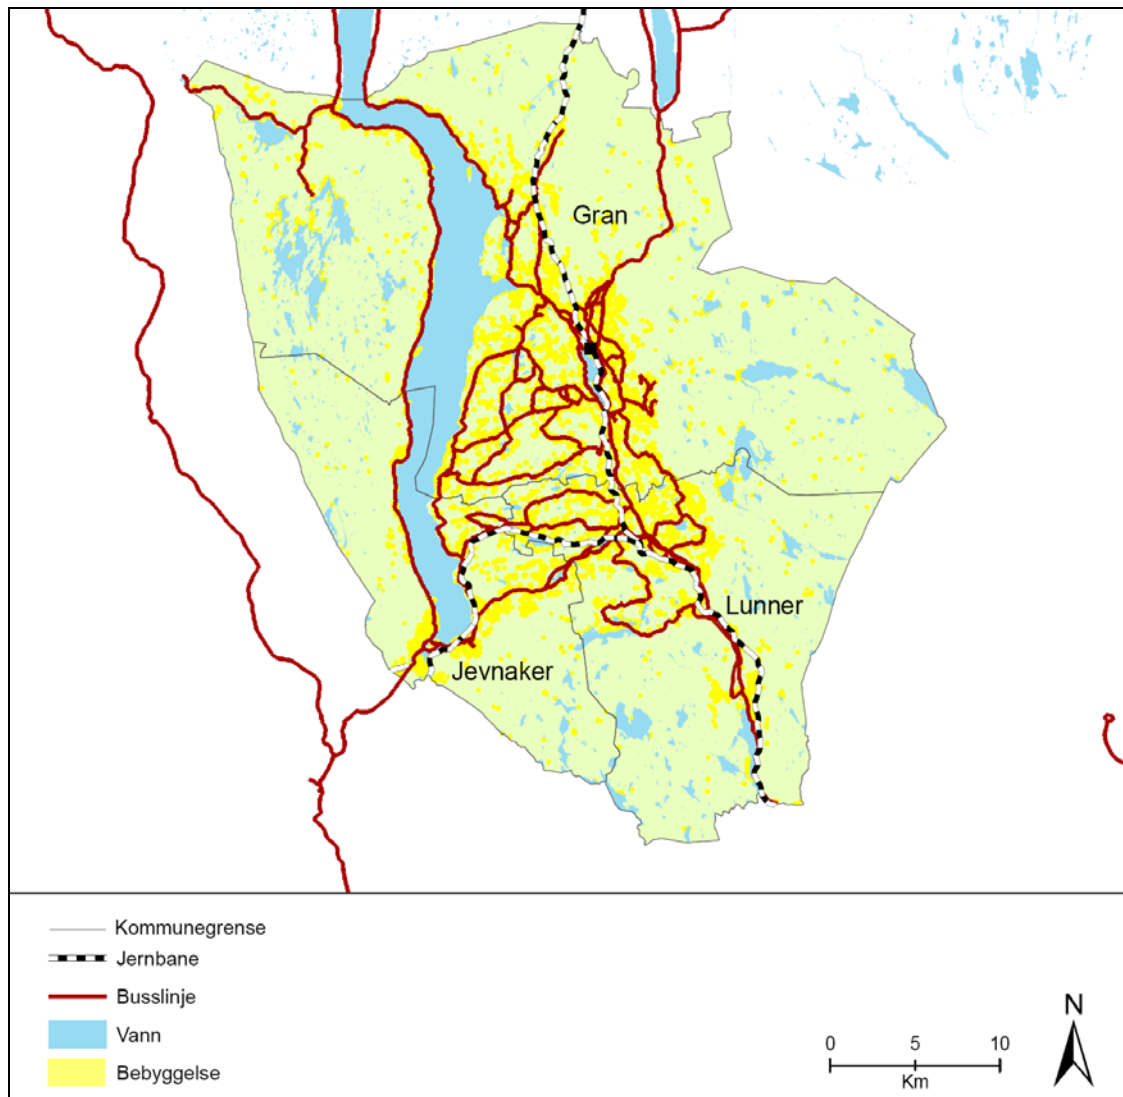 Gran
Lunner
Jevnaker
Kommunegrense
Jernbane
Busslinje
Vann
Bebyggelse
N
0 5 10
Km